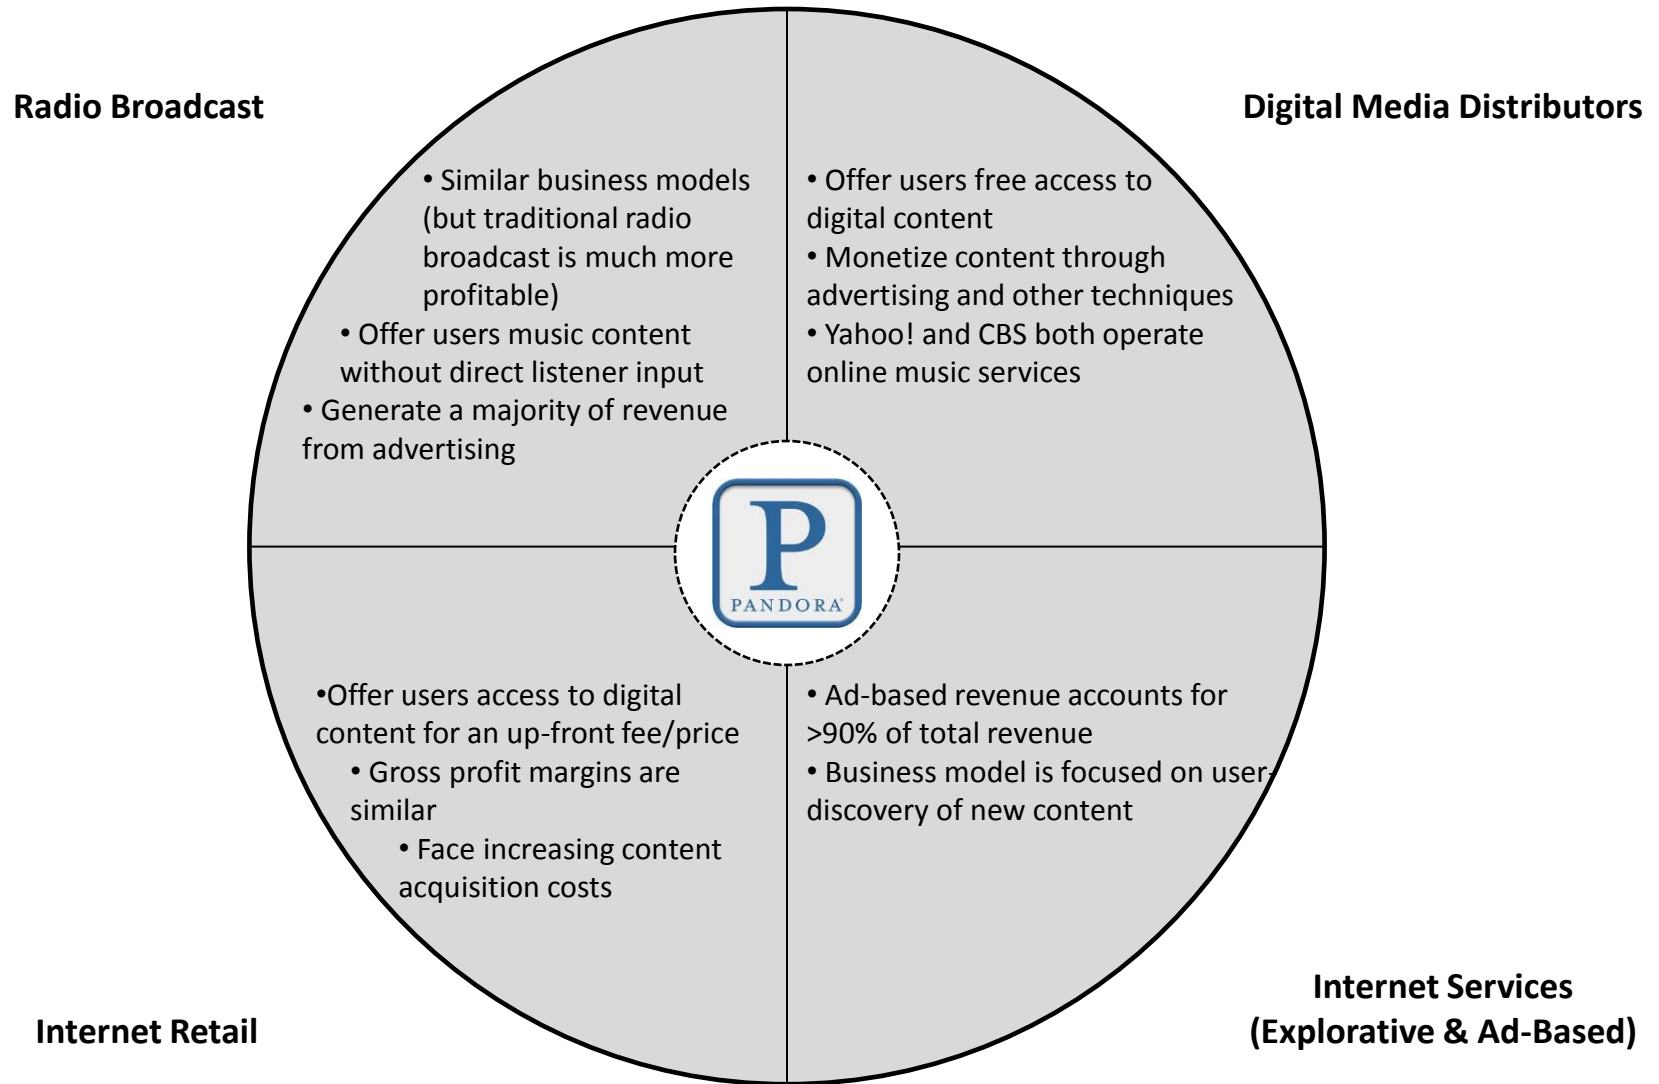 Radio Broadcast
Digital Media Distributors
• Similar business models
(but traditional radio
broadcast is much more
profitable)
• Offer users music content
without direct listener input
• Generate a majority of revenue
from advertising
• Offer users free access to
digital content
• Monetize content through
advertising and other techniques
• Yahoo! and CBS both operate
online music services
P
PANDORA®
•Offer users access to digital
content for an up-front fee/price
• Gross profit margins are
similar
• Face increasing content
acquisition costs
• Ad-based revenue accounts for
>90% of total revenue
• Business model is focused on user-
discovery of new content
Internet Retail
Internet Services
(Explorative & Ad-Based)